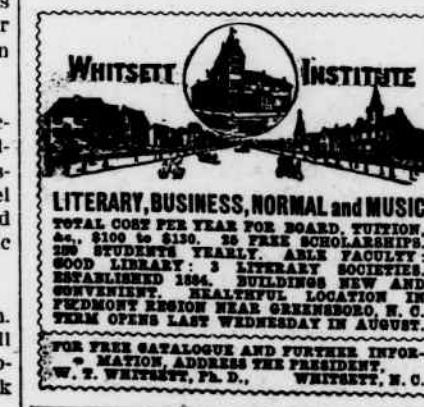 WHITSETT INSTITUTE
LITERARY, BUSINESS, NORMAL and MUSIC
TOTAL COST PER YEAR FOR BOARD, TUITION,
&c., $100 to $130. 25 FREE SCHOLARSHIPS.
250 STUDENTS YEARLY. ABLE FACULTY:
GOOD LIBRARY: 3 LITERARY SOCIETIES.
ESTABLISHED 1884. BUILDINGS NEW AND
CONVENIENT. HEALTHFUL LOCATION IN
PIEDMONT REGION NEAR GREENSBORO, N. C.
TERM OPENS LAST WEDNESDAY IN AUGUST.
FOR FREE CATALOGUE AND FURTHER INFOR-
MATION, ADDRESS THE PRESIDENT,
W. T. WHITSETT, Ph. D., WHITSETT, N. C.